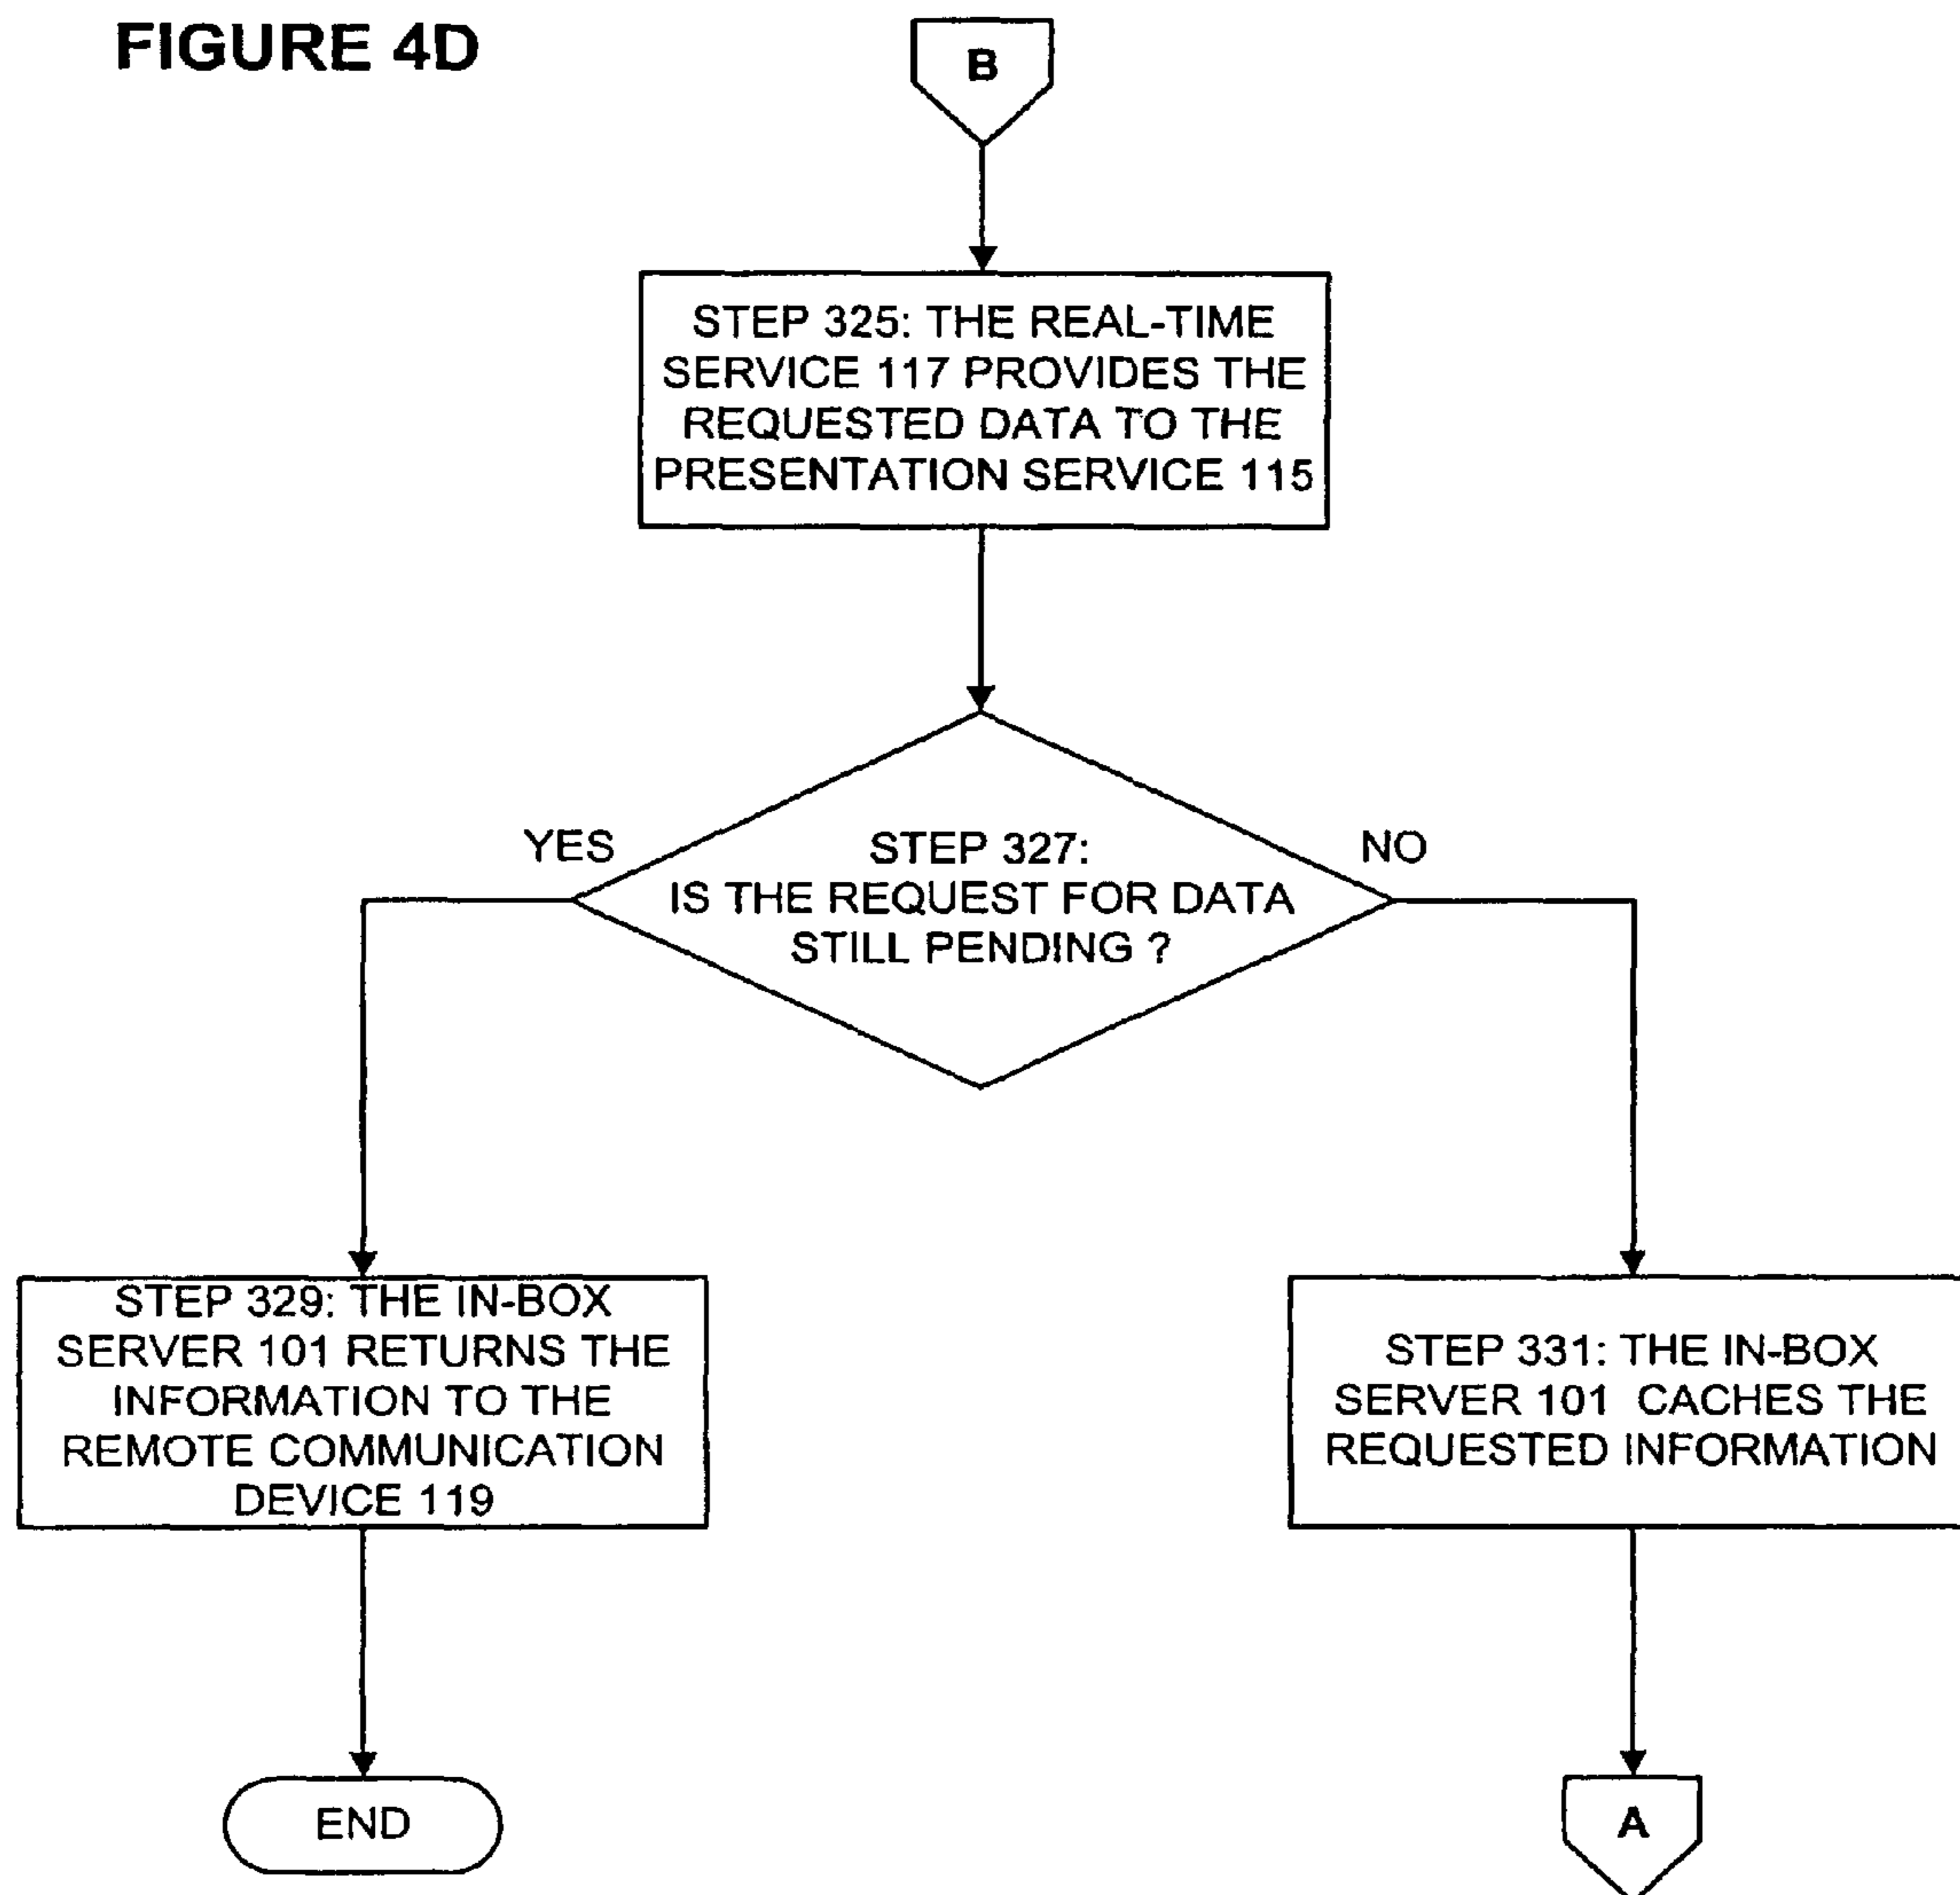 FIGURE 4D
B
STEP 325: THE REAL-TIME
SERVICE 117 PROVIDES THE
REQUESTED DATA TO THE
PRESENTATION SERVICE 115
YES
NO
STEP 327:
IS THE REQUEST FOR DATA
STILL PENDING ?
STEP 329: THE IN-BOX
SERVER 101 RETURNS THE
INFORMATION TO THE
REMOTE COMMUNICATION
DEVICE 119
STEP 331: THE IN-BOX
SERVER 101 CACHES THE
REQUESTED INFORMATION
END
A